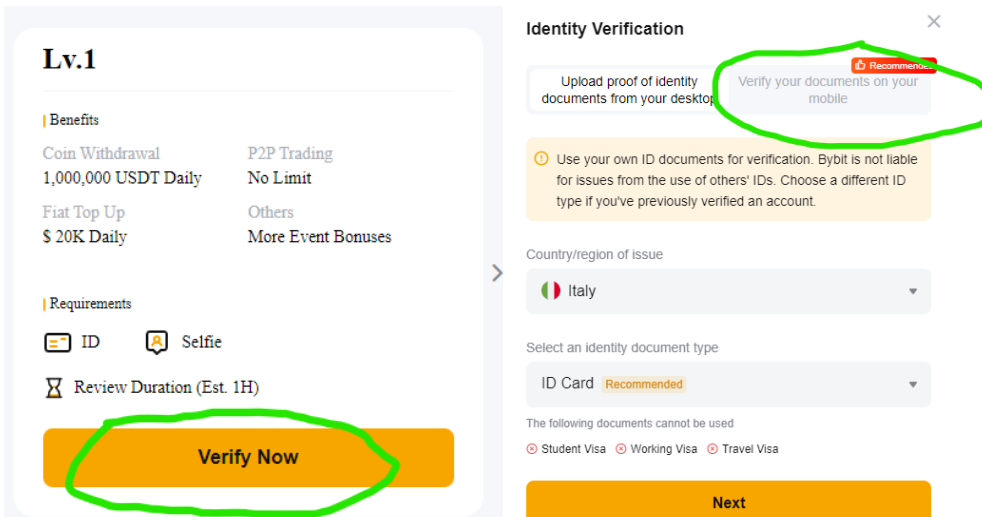 Lv.1
Benefits
Coin Withdrawal
P2P Trading
1,000,000 USDT Daily
No Limit
Fiat Top Up
Others
$ 20K Daily
More Event Bonuses
Requirements
ID
Selfie
Review Duration (Est. 1H)
Verify Now
Identity Verification
Recommended
Upload proof of identity
documents from your desktop
Verify your documents on your
mobile
Use your own ID documents for verification. Bybit is not liable
for issues from the use of others' IDs. Choose a different ID
type if you've previously verified an account.
Country/region of issue
Italy
Select an identity document type
ID Card Recommended
The following documents cannot be used
Student Visa Working Visa Travel Visa
Next